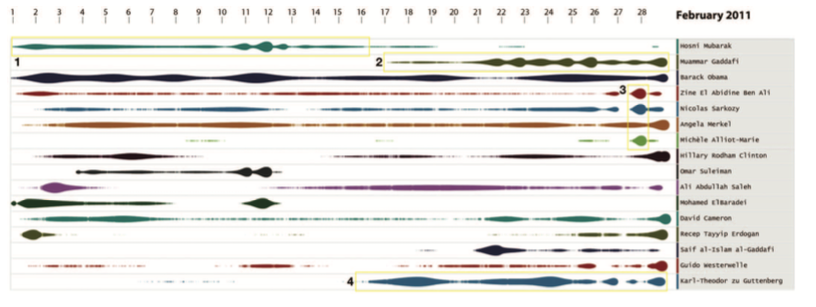 1 2 3 4 5 6 7 8 9 10 11 12 13 14 15 16 17 18 19 20 21 22 23 24 25 26 27 28 February 2011
Hosni Mubarak
1
2 Muammar Gaddafi
Barack Obama
3 Zine El Abidine Ben Ali
Nicolas Sarkozy
Angela Merkel
Michèle Alliot-Marie
Hillary Rodham Clinton
Omar Suleiman
Ali Abdullah Saleh
Mohamed ElBaradei
David Cameron
Recep Tayyip Erdogan
Saif al-Islam al-Gaddafi
Guido Westerwelle
4 Karl-Theodor zu Guttenberg